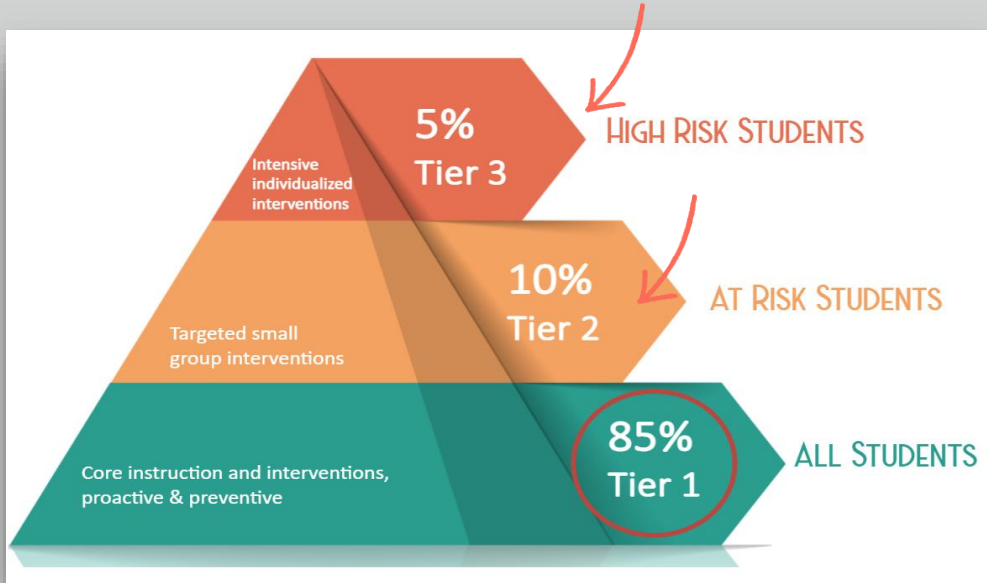 5%
Tier 3
HIGH RISK STUDENTS
Intensive
individualized
interventions
10%
Tier 2
AT RISK STUDENTS
Targeted small
group interventions
85%
Tier 1
ALL STUDENTS
Core instruction and interventions,
proactive & preventive